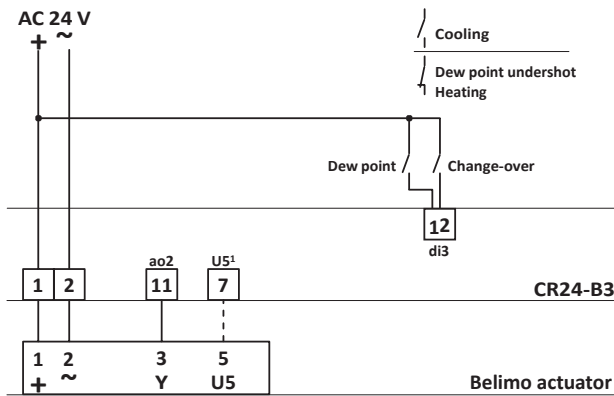 AC 24 V
+ ~
Cooling
Dew point undershot
Heating
Dew point
Change-over
12
di3
ao2
U5¹
1 2 11 7
CR24-B3
1 2 3 5
+ ~ Y U5
Belimo actuator